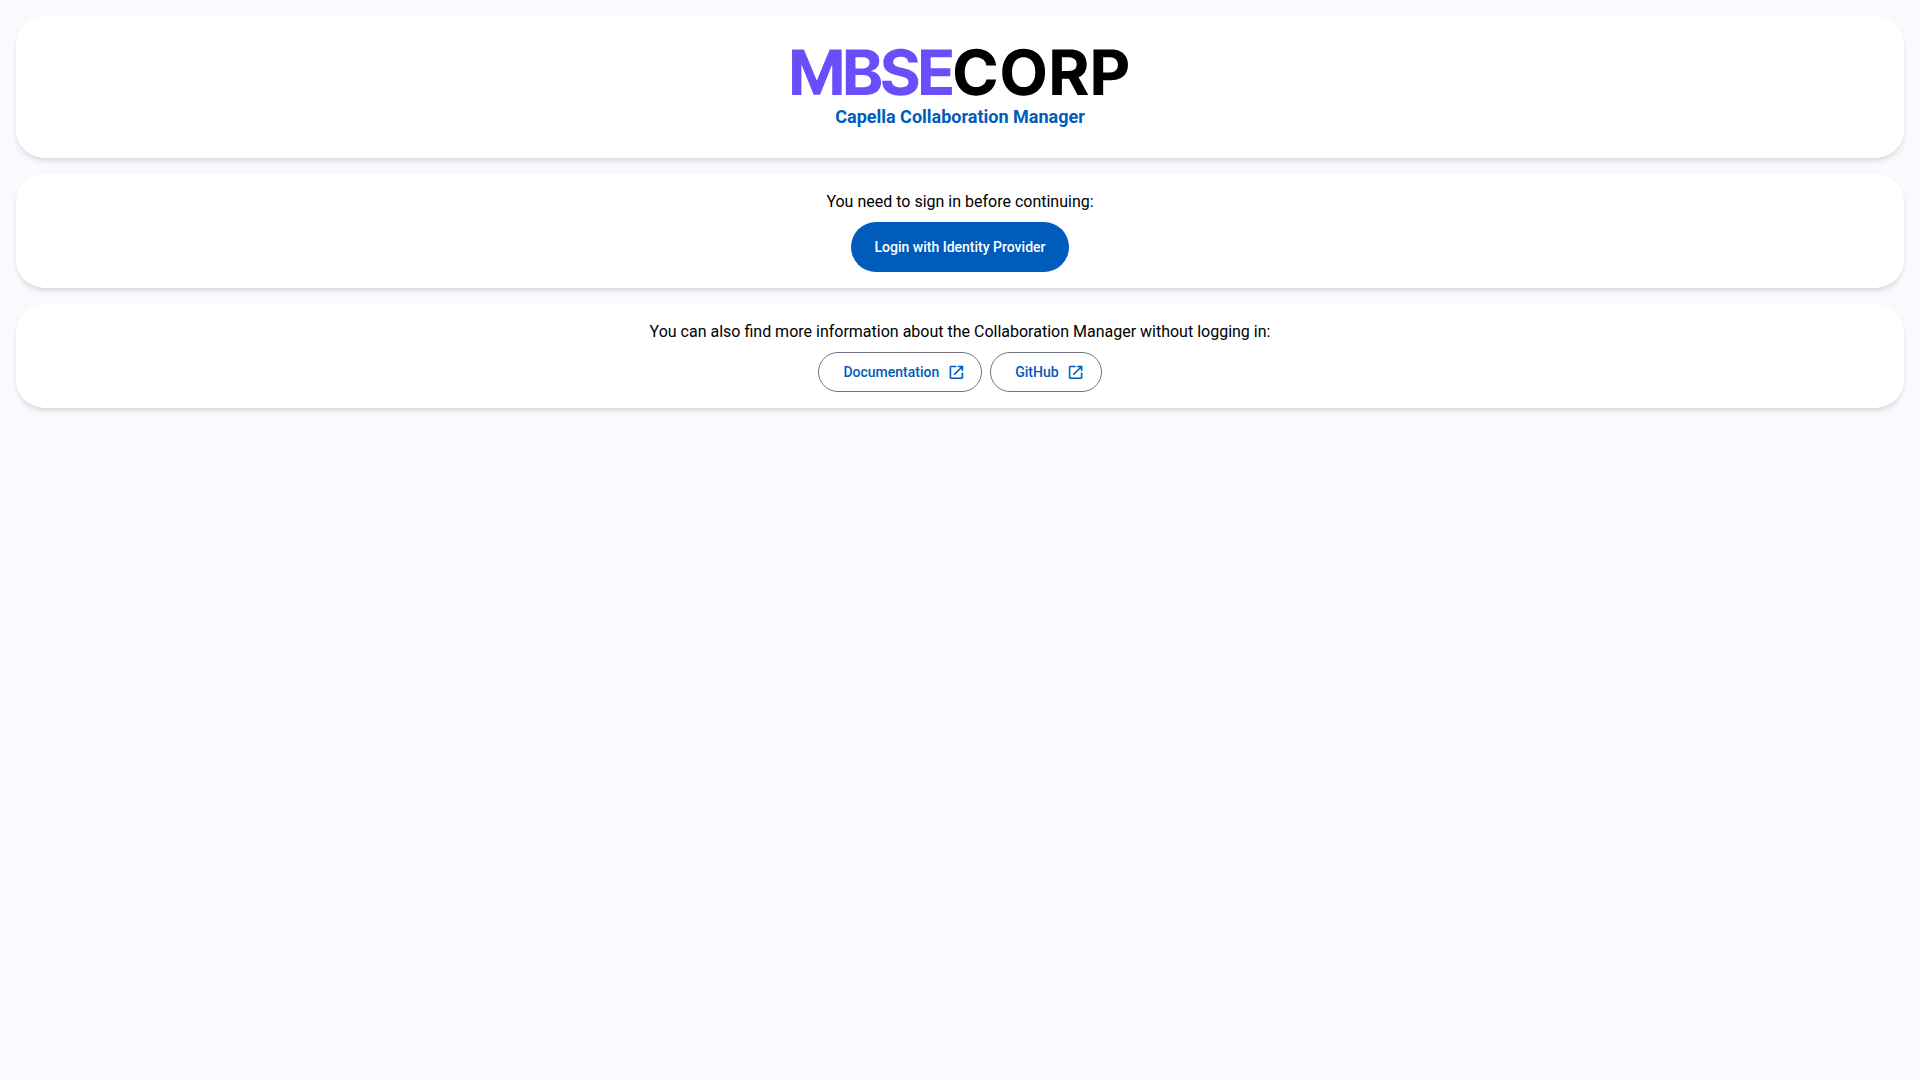 MBSECORP
Capella Collaboration Manager
You need to sign in before continuing:
Login with Identity Provider
You can also find more information about the Collaboration Manager without logging in:
Documentation GitHub